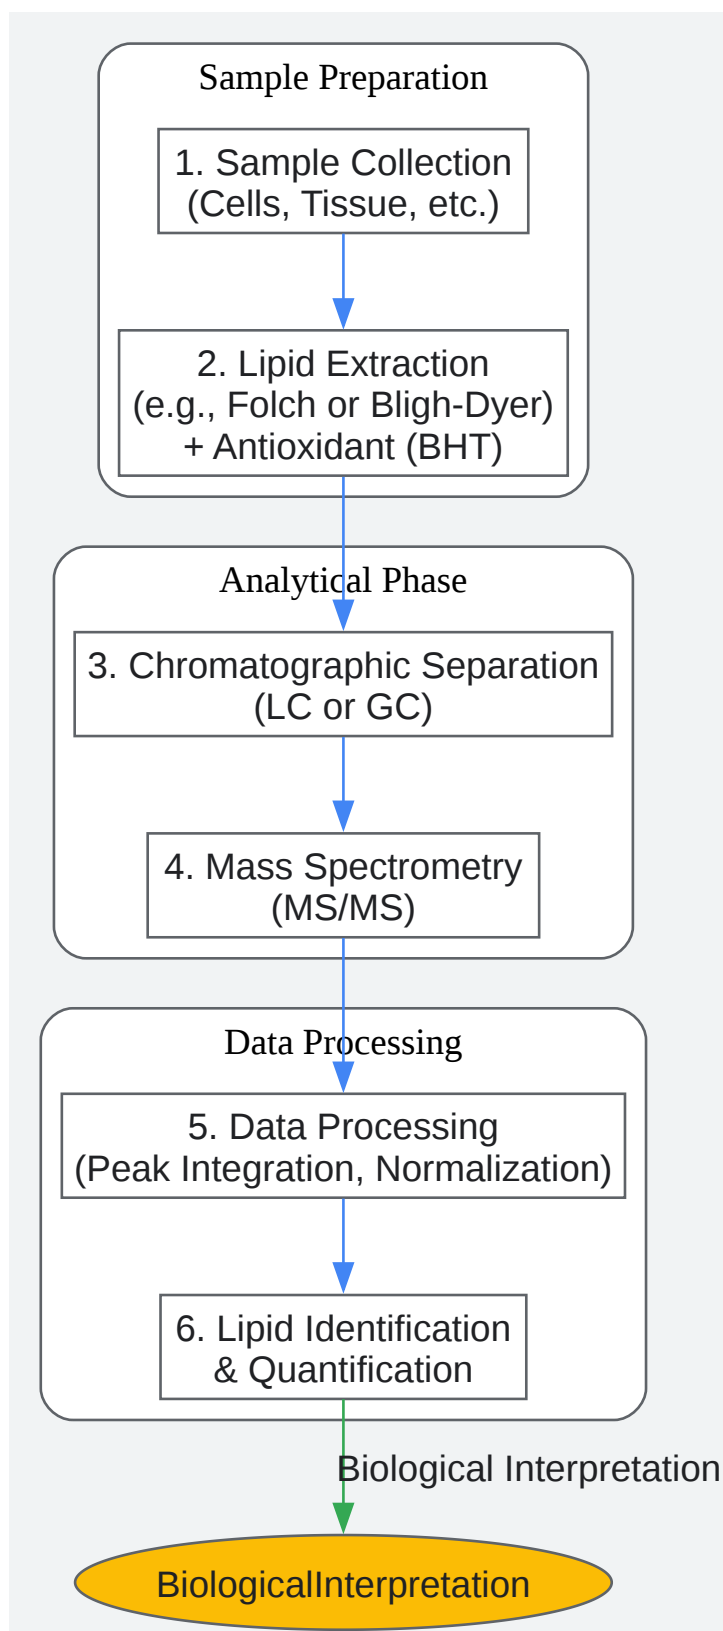 Sample Preparation
1. Sample Collection
(Cells, Tissue, etc.)
2. Lipid Extraction
(e.g., Folch or Bligh-Dyer)
+ Antioxidant (BHT)
Analytical Phase
3. Chromatographic Separation
(LC or GC)
4. Mass Spectrometry
(MS/MS)
Data Processing
5. Data Processing
(Peak Integration, Normalization)
6. Lipid Identification
& Quantification
Biological Interpretation
BiologicalInterpretation